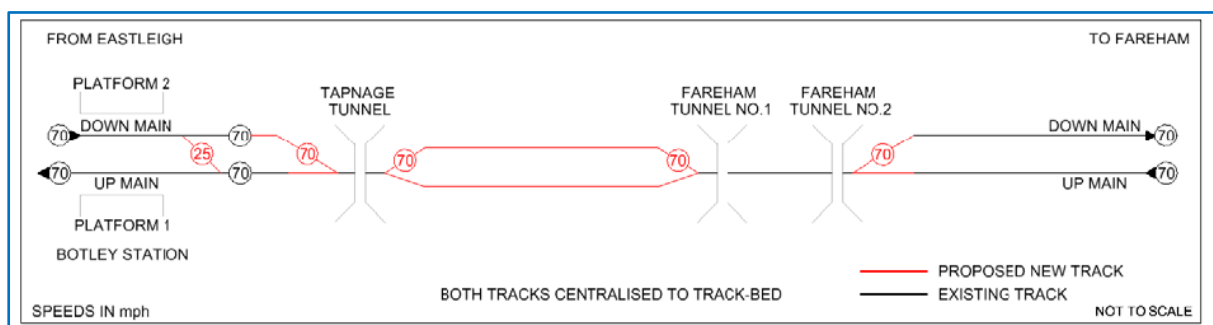 FROM EASTLEIGH
TO FAREHAM
PLATFORM 2
TAPNAGE
TUNNEL
FAREHAM
TUNNEL NO.1
FAREHAM
TUNNEL NO.2
70
DOWN MAIN
70
DOWN MAIN
70
25
70
70
70
70
70
70
UP MAIN
70
UP MAIN
70
PLATFORM 1
BOTLEY STATION
PROPOSED NEW TRACK
BOTH TRACKS CENTRALISED TO TRACK-BED
EXISTING TRACK
SPEEDS IN mph
NOT TO SCALE